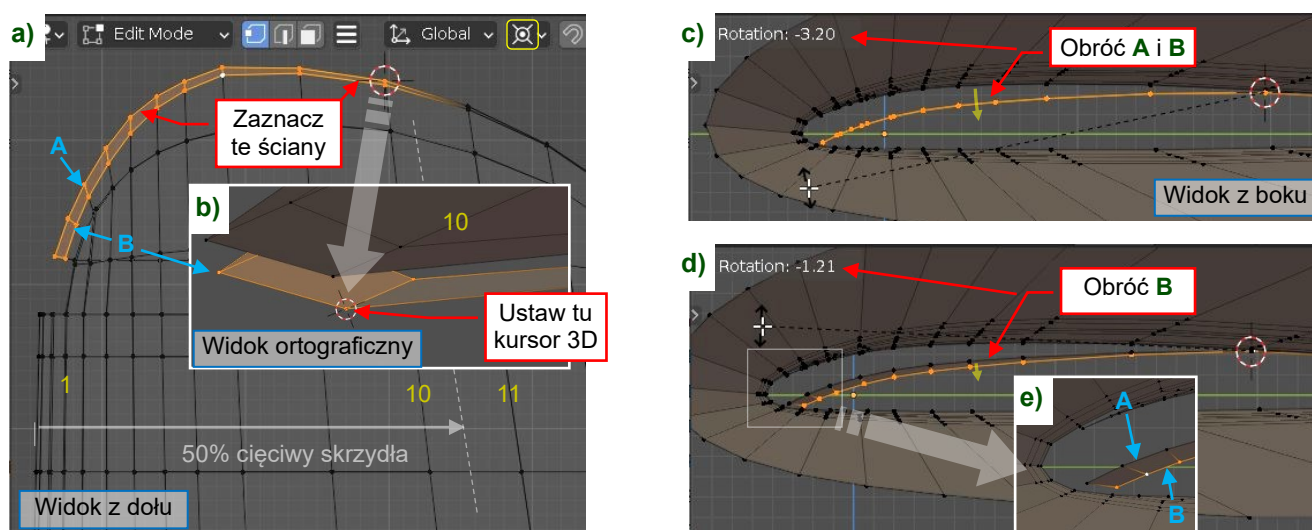 a)
Edit Mode
Global
Zaznacz
te ściany
A
b)
10
B
Ustaw tu
kursor 3D
Widok ortograficzny
1
10
11
50% cięciwy skrzydła
Widok z dołu
c)
Rotation: -3.20
Obróć A i B
Widok z boku
d)
Rotation: -1.21
Obróć B
e)
A
B